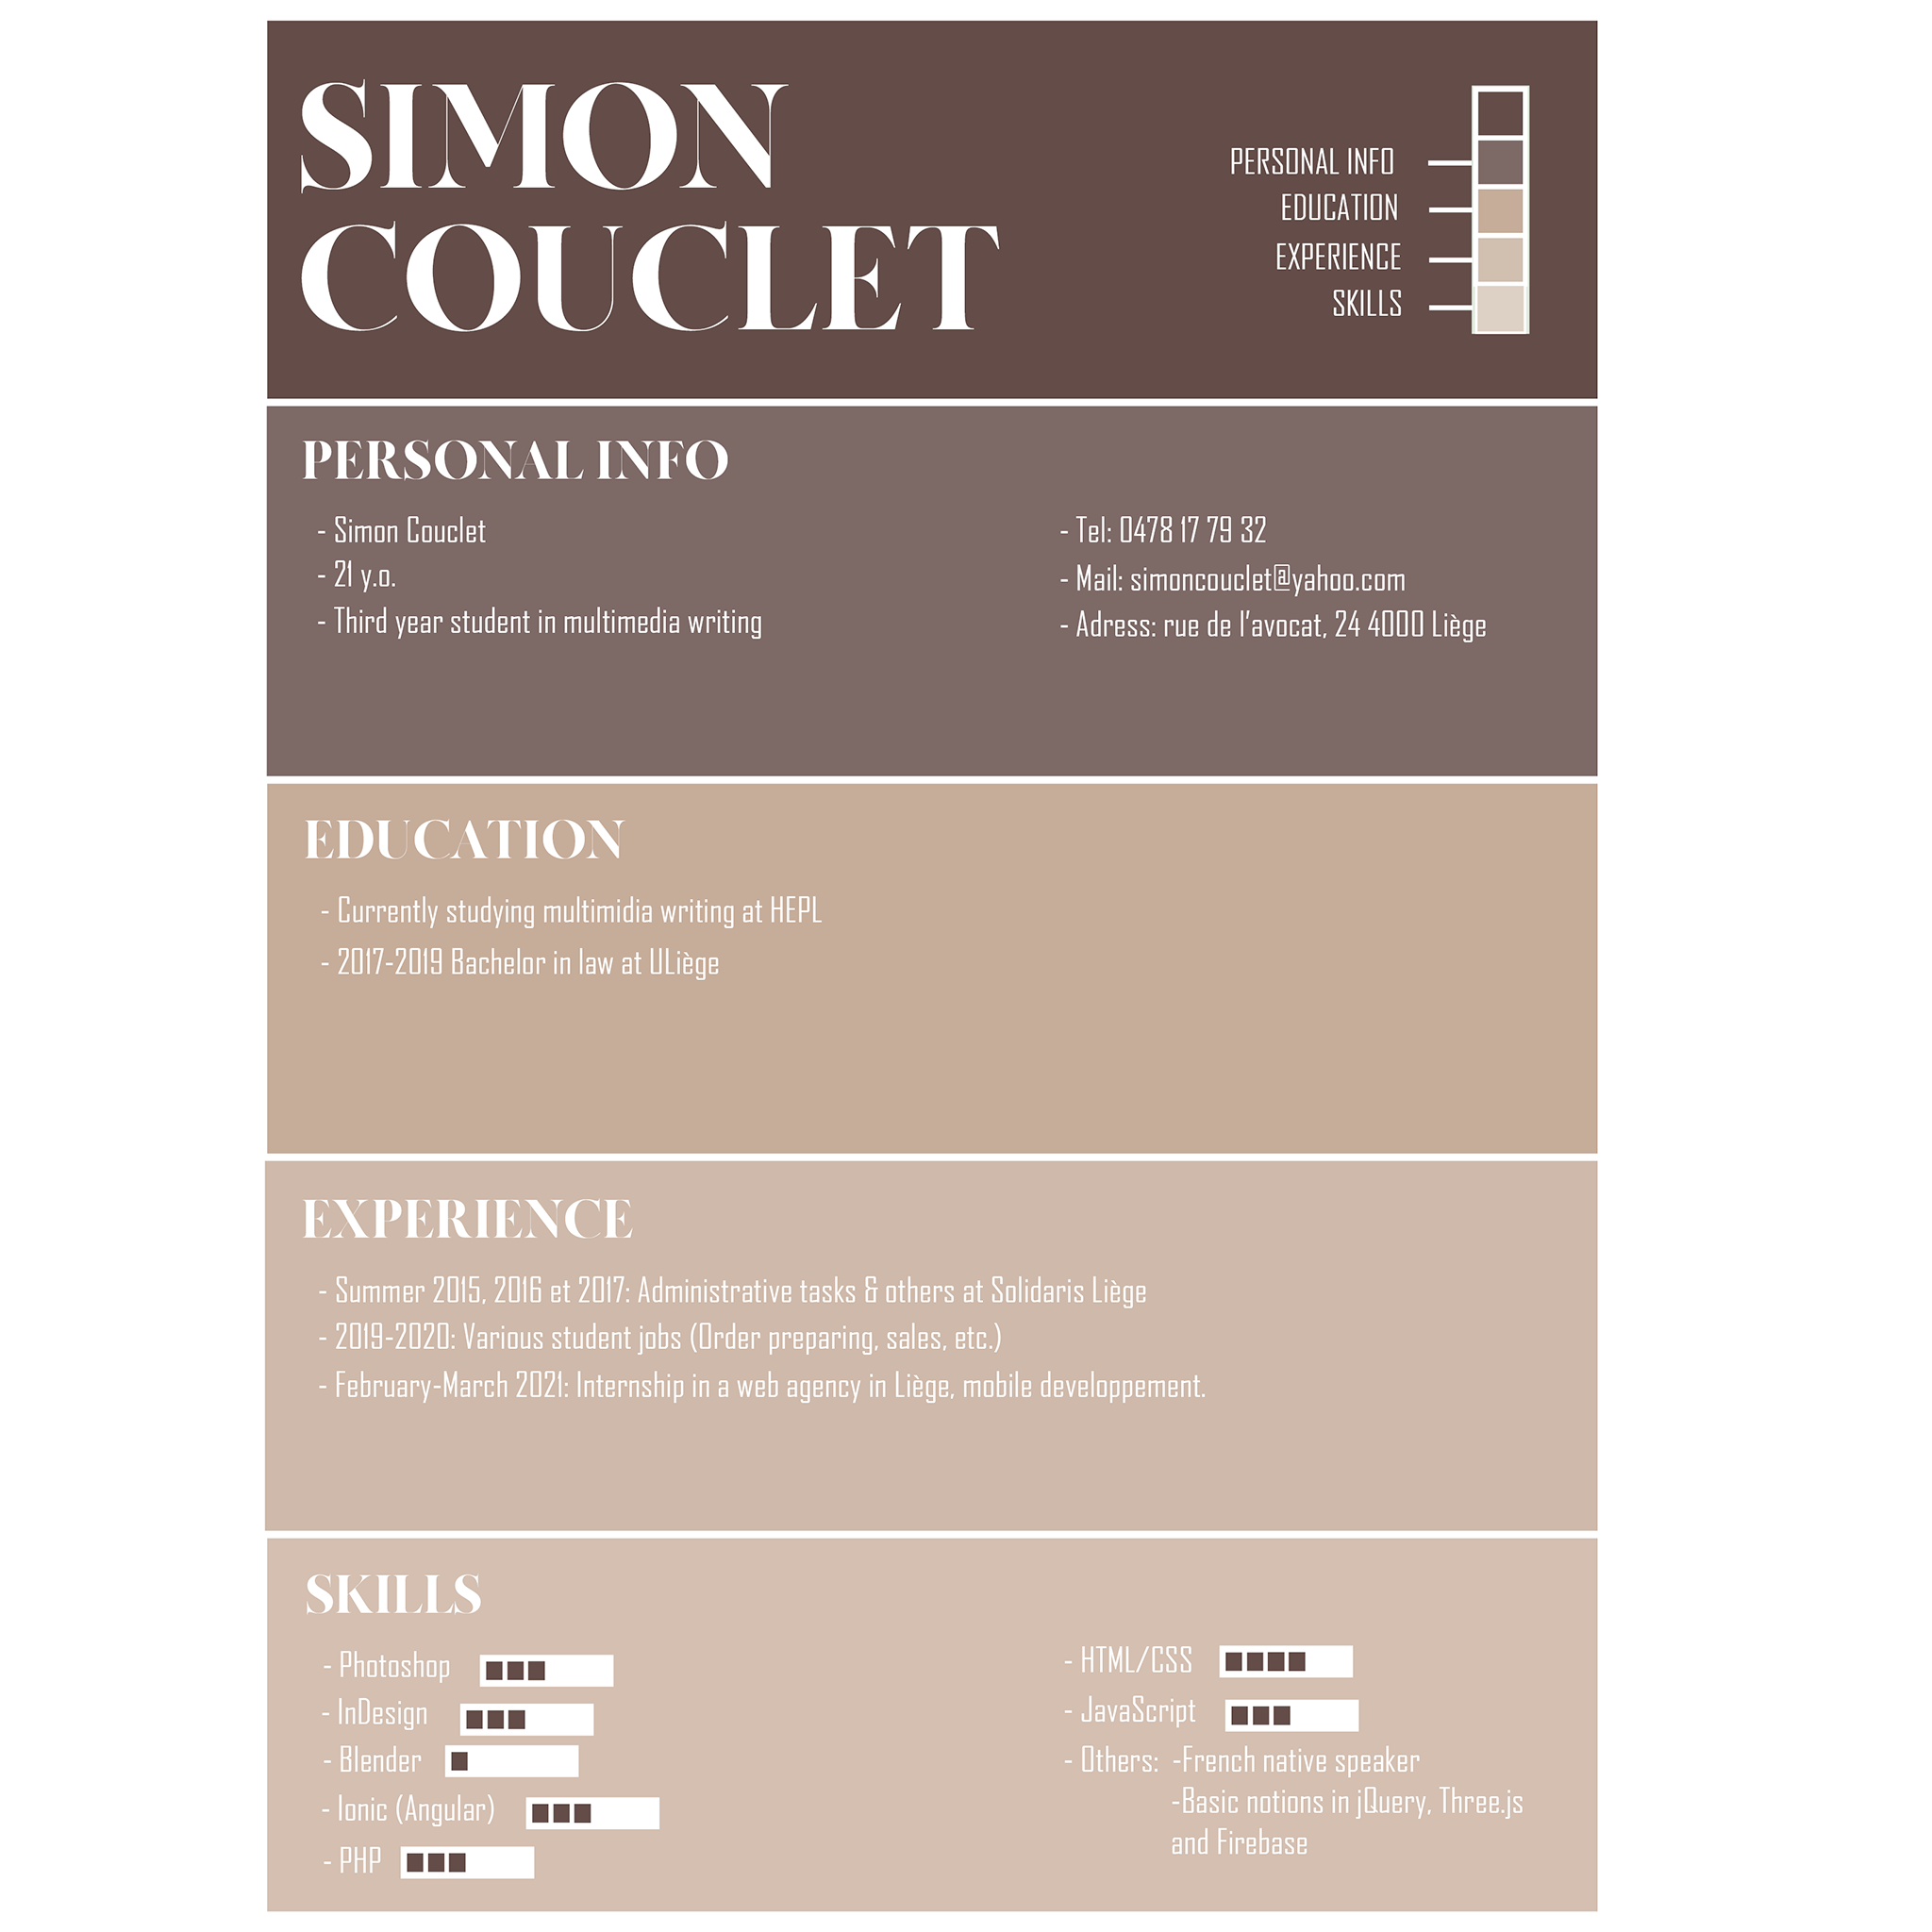 SIMON
COUCLET
PERSONAL INFO
EDUCATION
EXPERIENCE
SKILLS
PERSONAL INFO
- Simon Couclet
- 21 y.o.
- Third year student in multimedia writing
- Tel: 0478 17 79 32
- Mail: simoncouclet@yahoo.com
- Adress: rue de l'avocat, 24 4000 Liège
EDUCATION
- Currently studying multimidia writing at HEPL
- 2017-2019 Bachelor in law at ULiège
EXPERIENCE
- Summer 2015, 2016 et 2017: Administrative tasks & others at Solidaris Liège
- 2019-2020: Various student jobs (Order preparing, sales, etc.)
- February-March 2021: Internship in a web agency in Liège, mobile developpement.
SKILLS
- Photoshop
- InDesign
- Blender
- Ionic (Angular)
- PHP
- HTML/CSS
- JavaScript
- Others: -French native speaker
-Basic notions in jQuery, Three.js
and Firebase